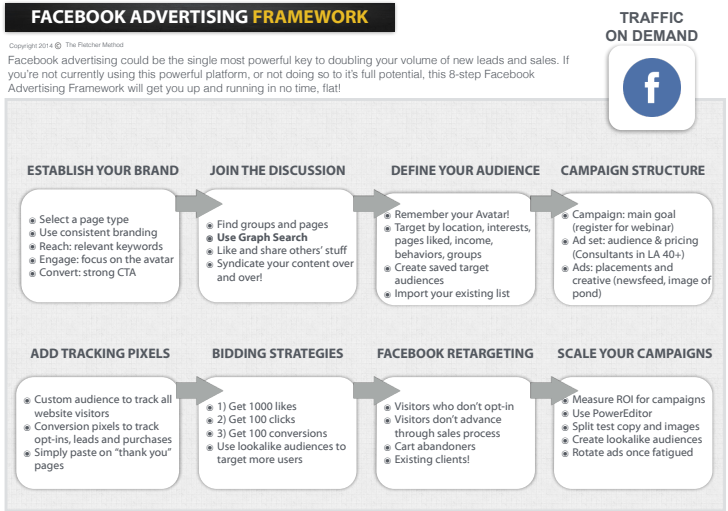 FACEBOOK ADVERTISING FRAMEWORK
TRAFFIC
ON DEMAND
Copyright 2014 © The Fletcher Method
Facebook advertising could be the single most powerful key to doubling your volume of new leads and sales. If
you're not currently using this powerful platform, or not doing so to it's full potential, this 8-step Facebook
Advertising Framework will get you up and running in no time, flat!
f
ESTABLISH YOUR BRAND
Select a page type
Use consistent branding
Reach: relevant keywords
Engage: focus on the avatar
Convert: strong CTA
JOIN THE DISCUSSION
Find groups and pages
Use Graph Search
Like and share others' stuff
Syndicate your content over
and over!
DEFINE YOUR AUDIENCE
Remember your Avatar!
Target by location, interests,
pages liked, income,
behaviors, groups
Create saved target
audiences
Import your existing list
CAMPAIGN STRUCTURE
Campaign: main goal
(register for webinar)
Ad set: audience & pricing
(Consultants in LA 40+)
Ads: placements and
creative (newsfeed, image of
pond)
ADD TRACKING PIXELS
Custom audience to track all
website visitors
Conversion pixels to track
opt-ins, leads and purchases
Simply paste on "thank you"
pages
BIDDING STRATEGIES
1) Get 1000 likes
2) Get 100 clicks
3) Get 100 conversions
Use lookalike audiences to
target more users
FACEBOOK RETARGETING
Visitors who don't opt-in
Visitors don't advance
through sales process
Cart abandoners
Existing clients!
SCALE YOUR CAMPAIGNS
Measure ROI for campaigns
Use PowerEditor
Split test copy and images
Create lookalike audiences
Rotate ads once fatigued